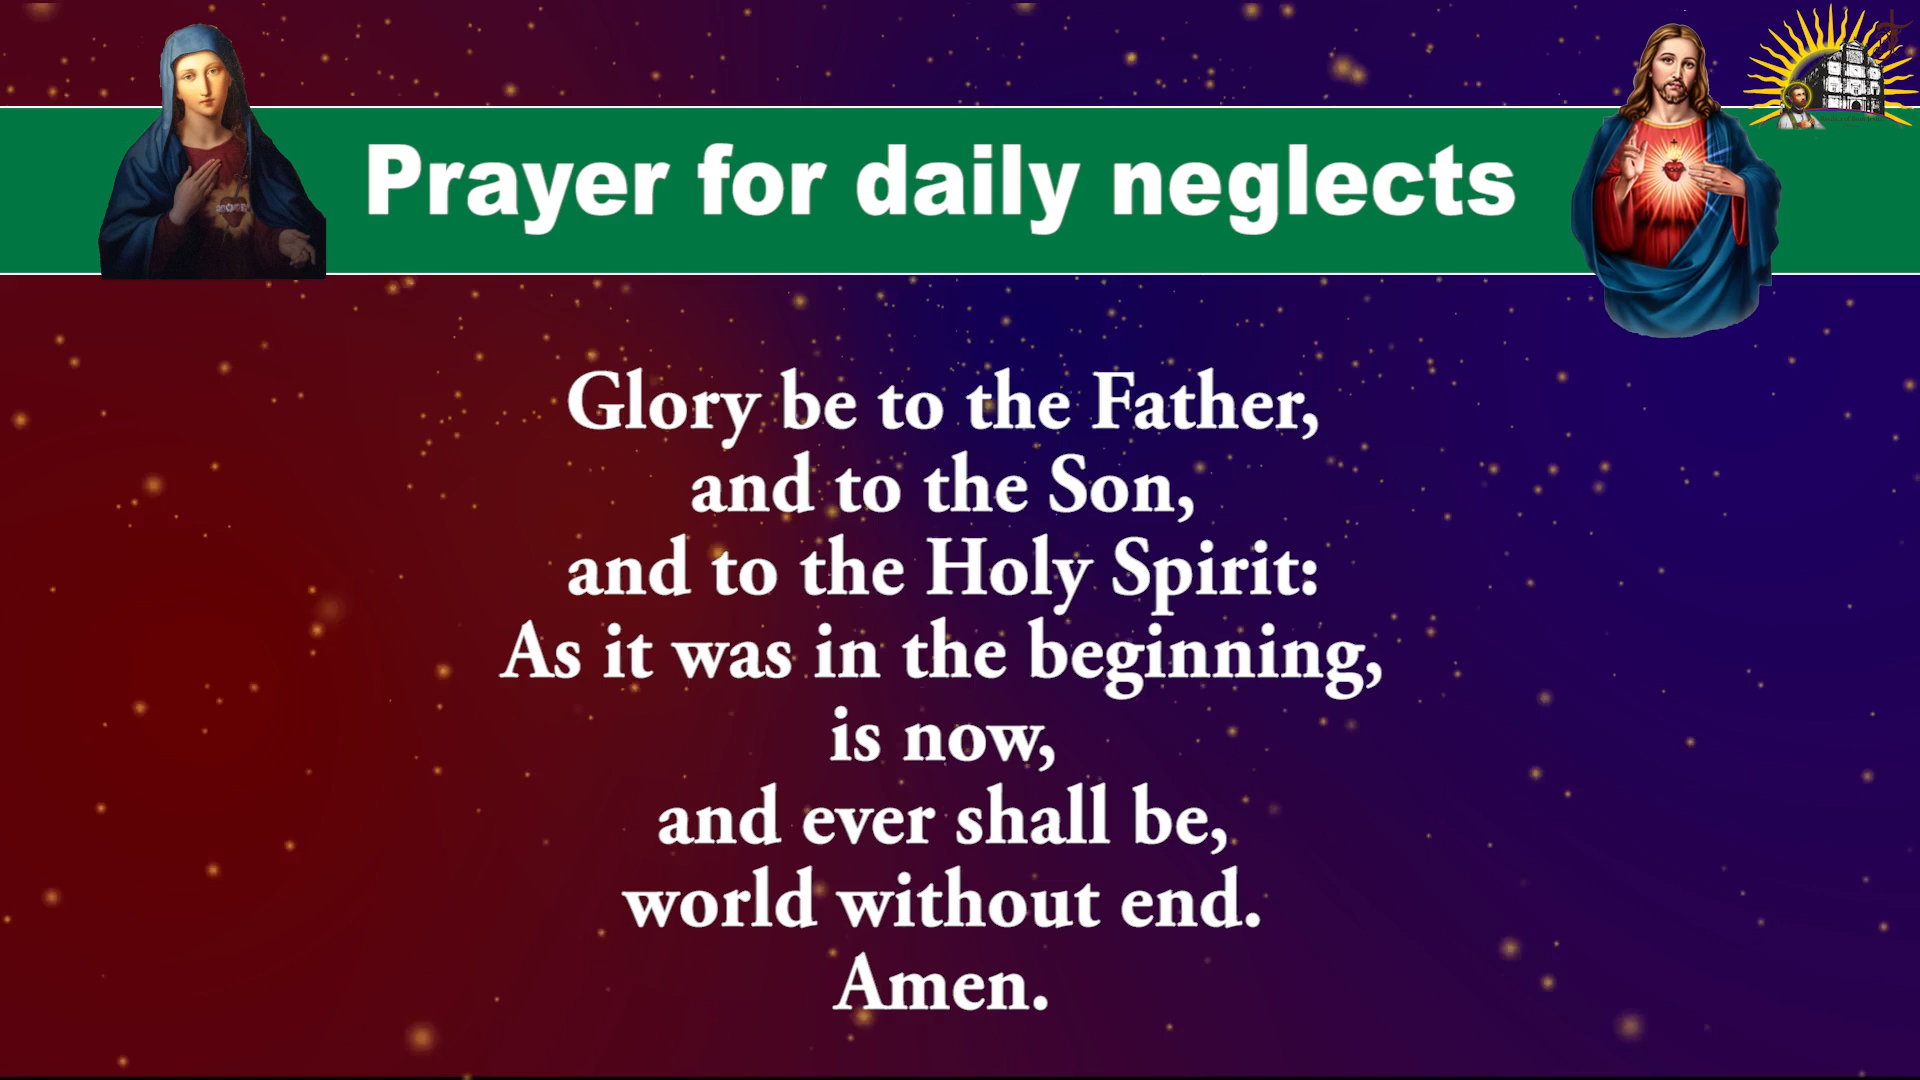 Prayer for daily neglects
Glory be to the Father,
and to the Son,
and to the Holy Spirit:
As it was in the beginning,
is now,
and ever shall be,
world without end.
Amen.